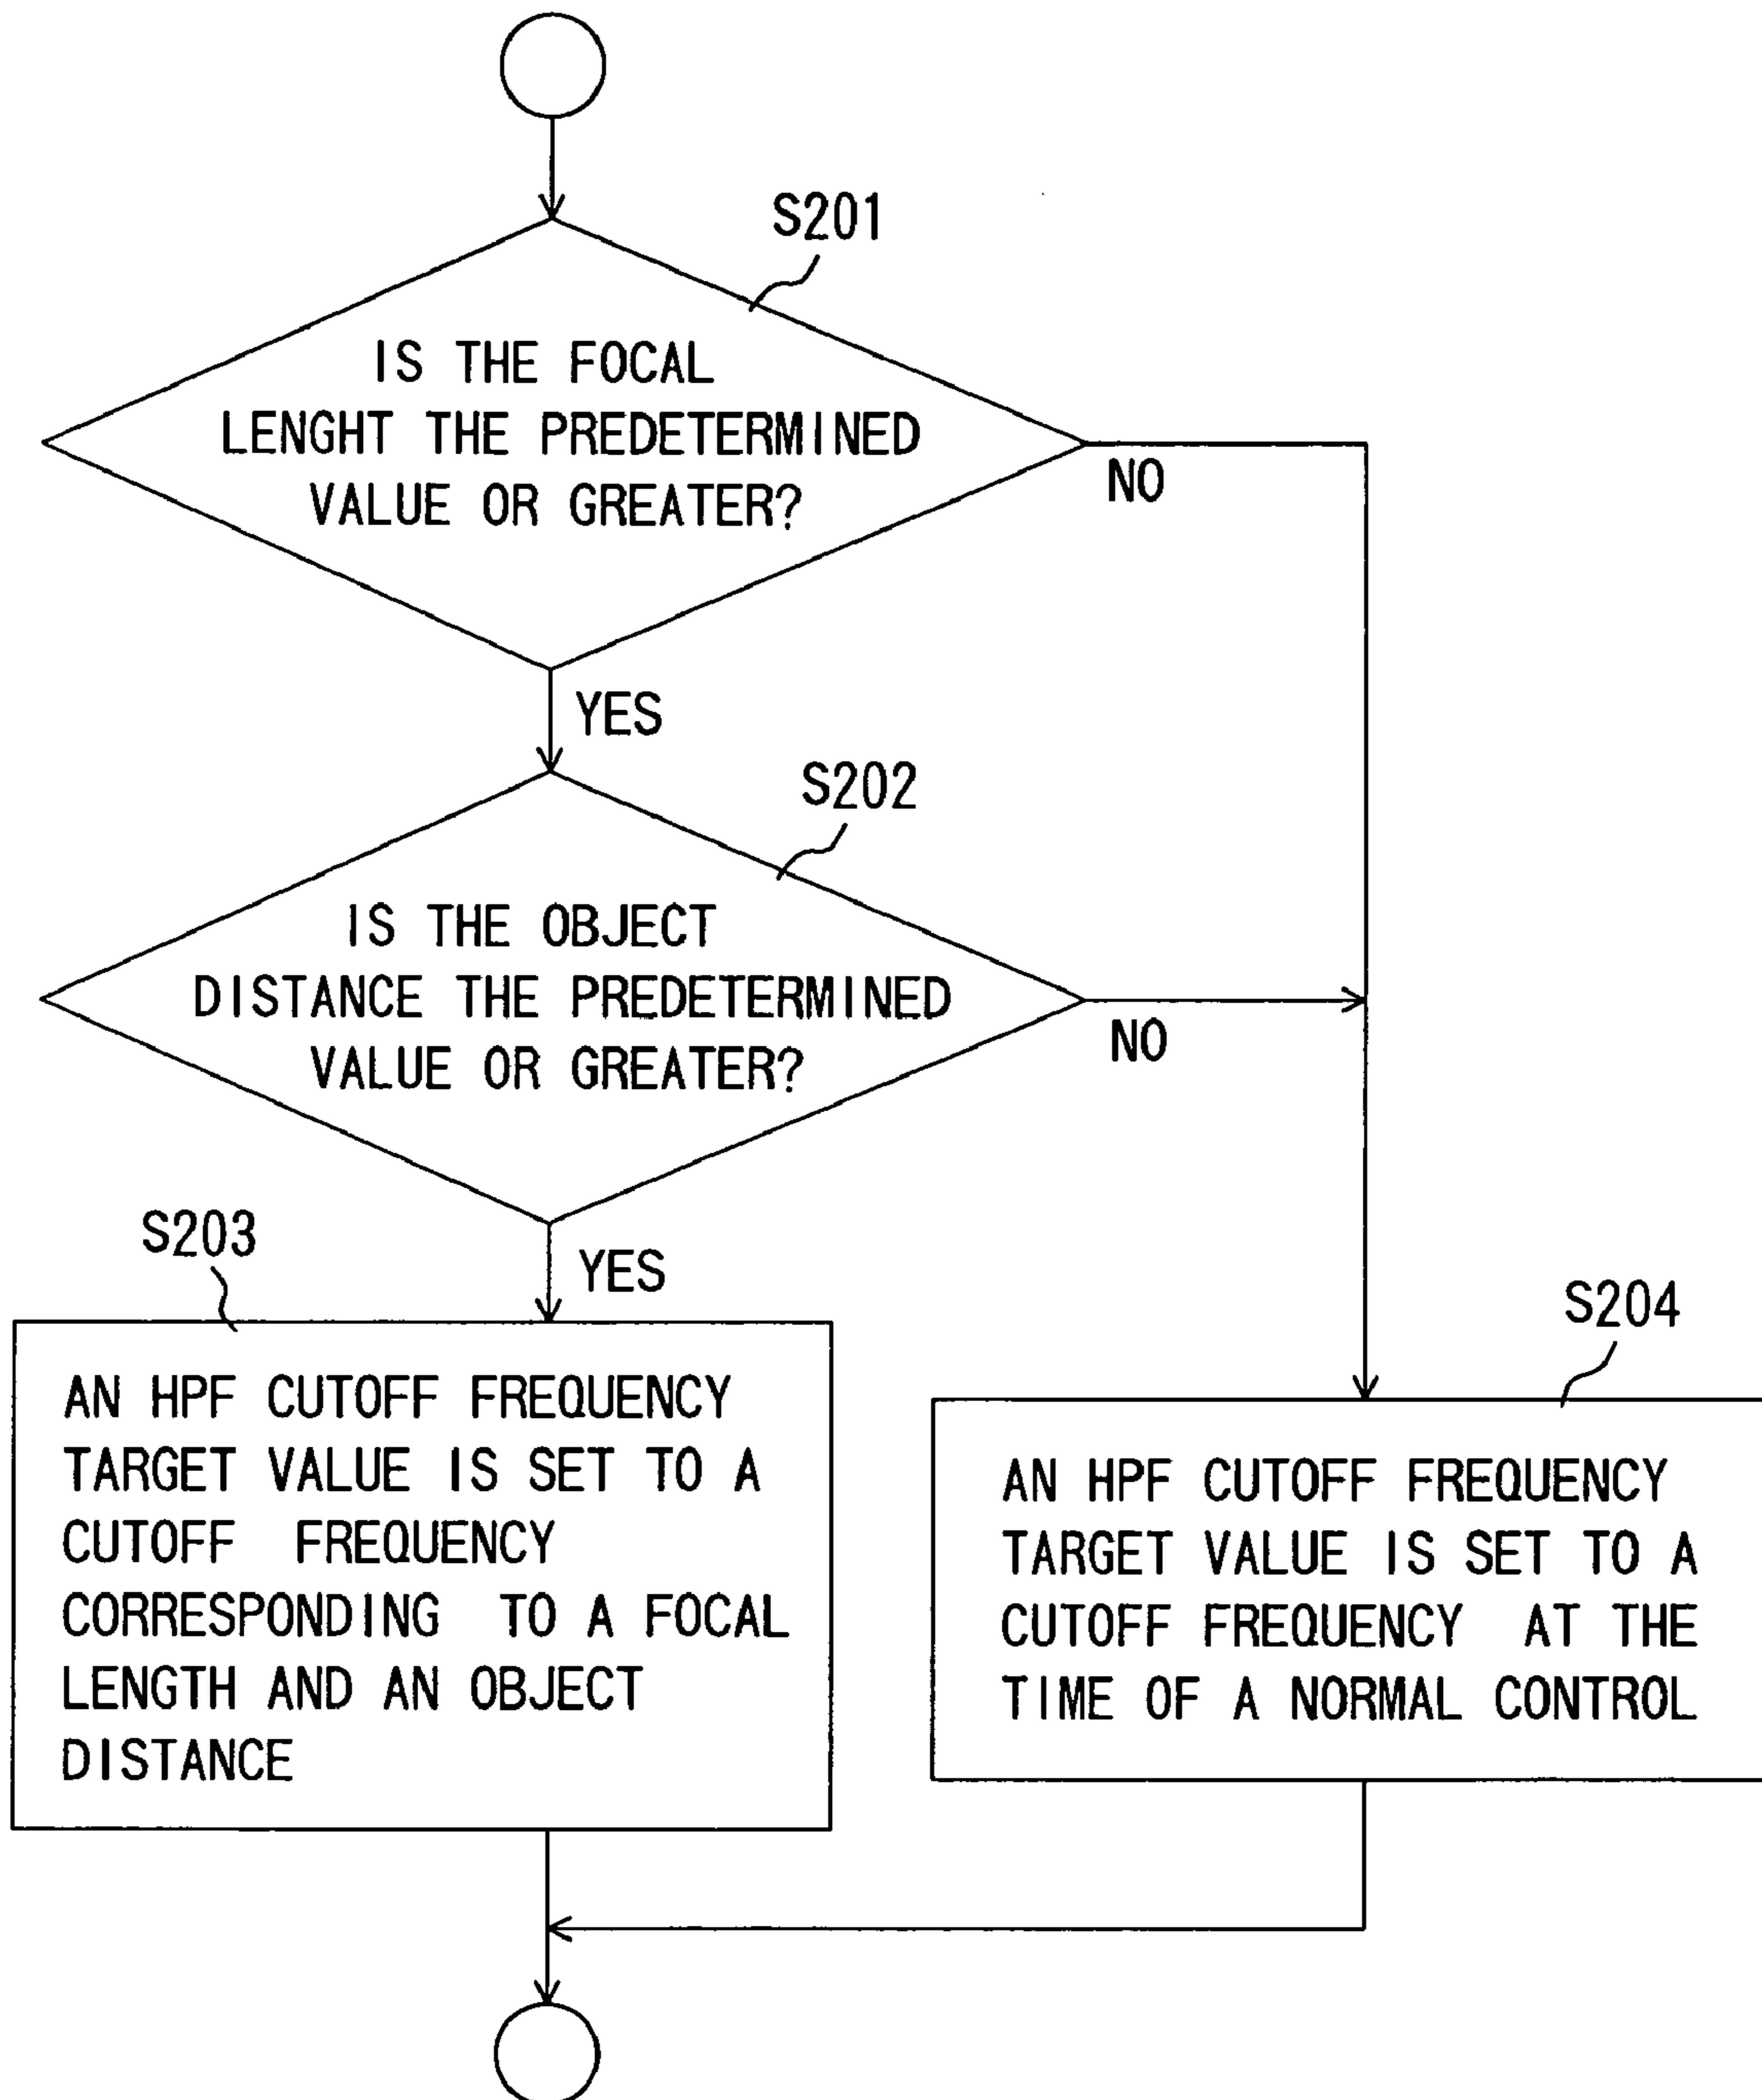 S201
IS THE FOCAL
LENGHT THE PREDETERMINED
VALUE OR GREATER?
NO
YES
S202
IS THE OBJECT
DISTANCE THE PREDETERMINED
VALUE OR GREATER?
NO
YES
S203
AN HPF CUTOFF FREQUENCY
TARGET VALUE IS SET TO A
CUTOFF FREQUENCY
CORRESPONDING TO A FOCAL
LENGTH AND AN OBJECT
DISTANCE
S204
AN HPF CUTOFF FREQUENCY
TARGET VALUE IS SET TO A
CUTOFF FREQUENCY AT THE
TIME OF A NORMAL CONTROL